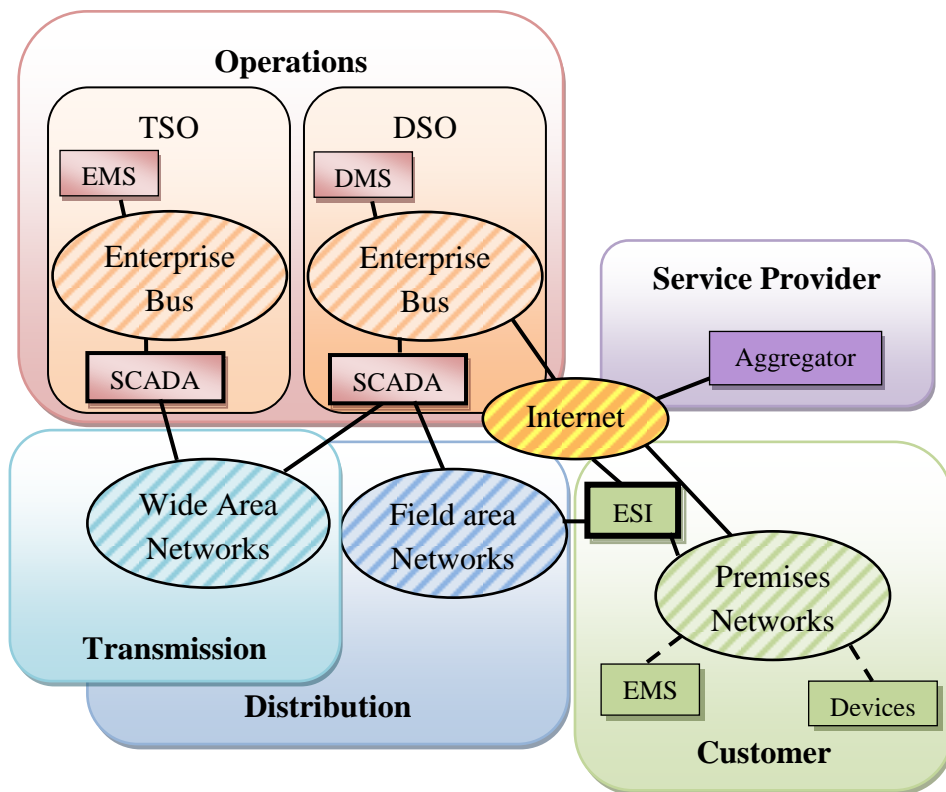 Operations
TSO
DSO
EMS
DMS
Enterprise
Bus
Enterprise
Bus
Service Provider
Aggregator
SCADA
SCADA
Internet
Wide Area
Networks
Field area
Networks
ESI
Premises
Networks
Transmission
EMS
Devices
Distribution
Customer